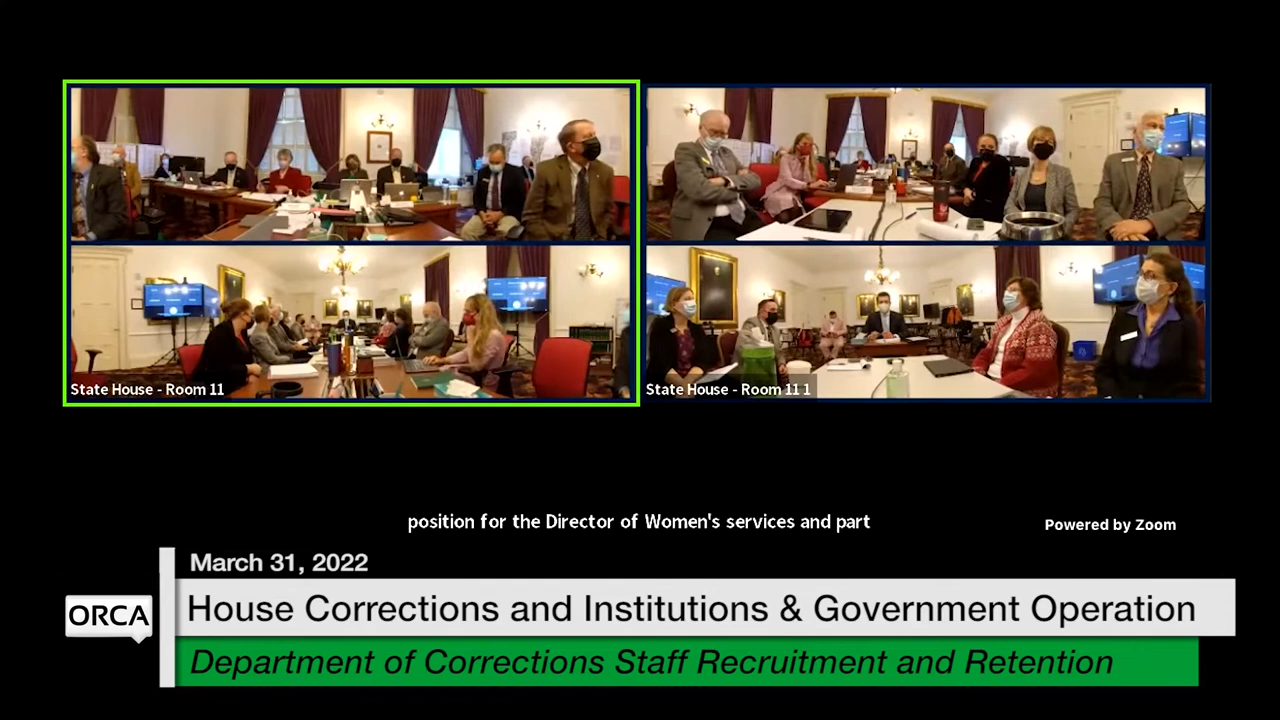 State House - Room 11
State House - Room 11 1
position for the Director of Women's services and part
Powered by Zoom
March 31, 2022
ORCA
House Corrections and Institutions & Government Operation
Department of Corrections Staff Recruitment and Retention